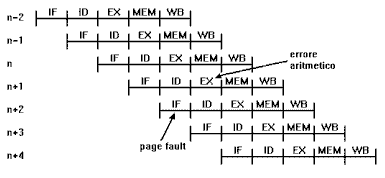 n-2 IF ID EX MEM WB
n-1 IF ID EX MEM WB
n IF ID EX MEM WB
errore
aritmetico
n+1 IF ID EX MEM WB
n+2 IF ID EX MEM WB
n+3 IF ID EX MEM WB
page fault
n+4 IF ID EX MEM WB